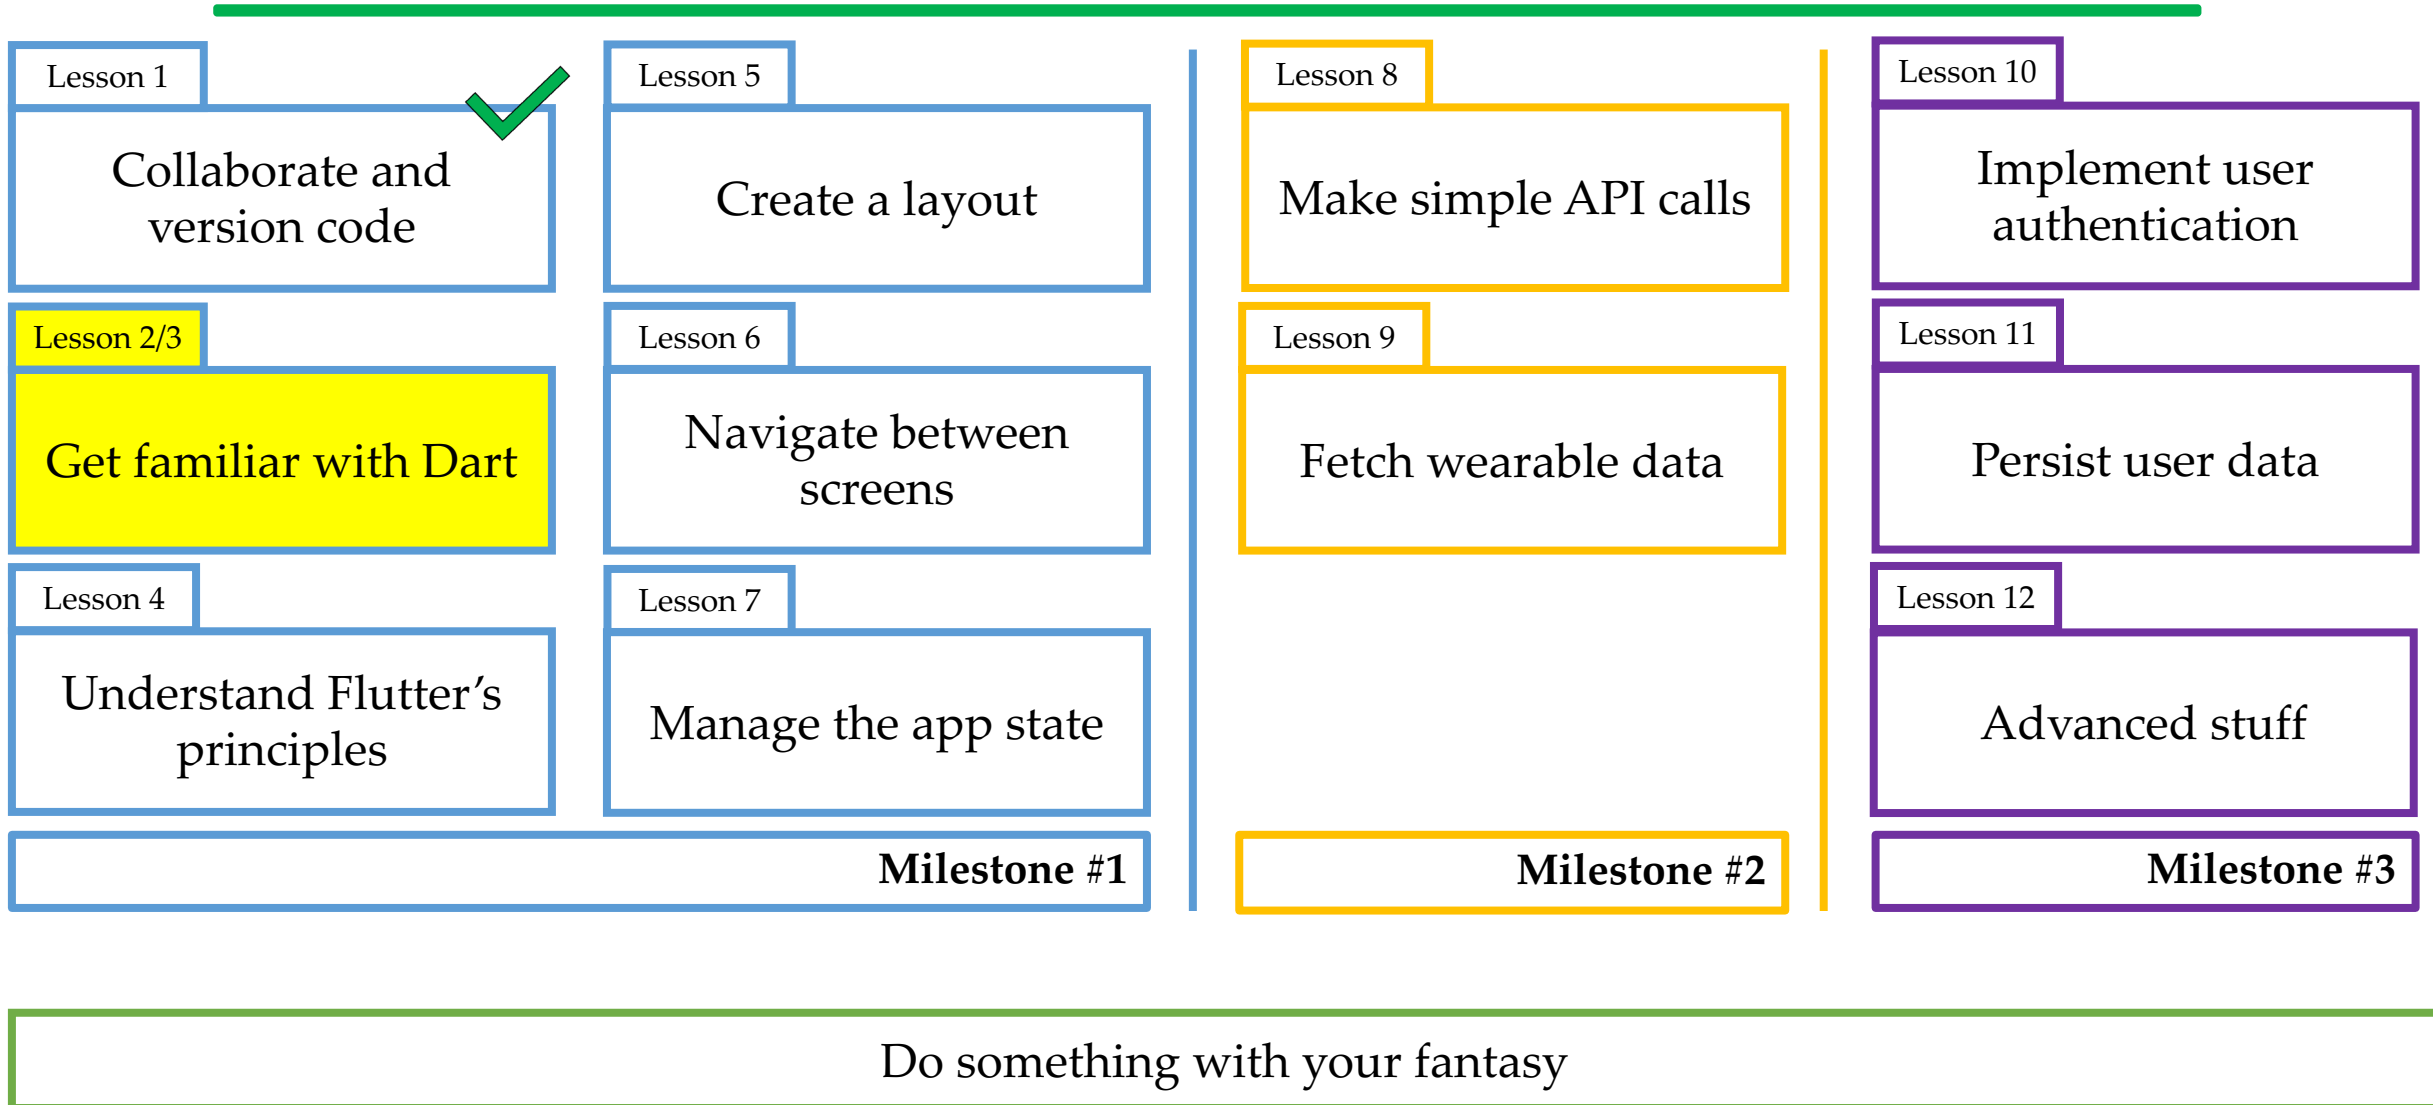 Lesson 1
Collaborate and
version code
Lesson 2/3
Get familiar with Dart
Lesson 4
Understand Flutter’s
principles
Lesson 5
Create a layout
Lesson 6
Navigate between
screens
Lesson 7
Manage the app state
Milestone #1
Lesson 8
Make simple API calls
Lesson 9
Fetch wearable data
Milestone #2
Lesson 10
Implement user
authentication
Lesson 11
Persist user data
Lesson 12
Advanced stuff
Milestone #3
Do something with your fantasy